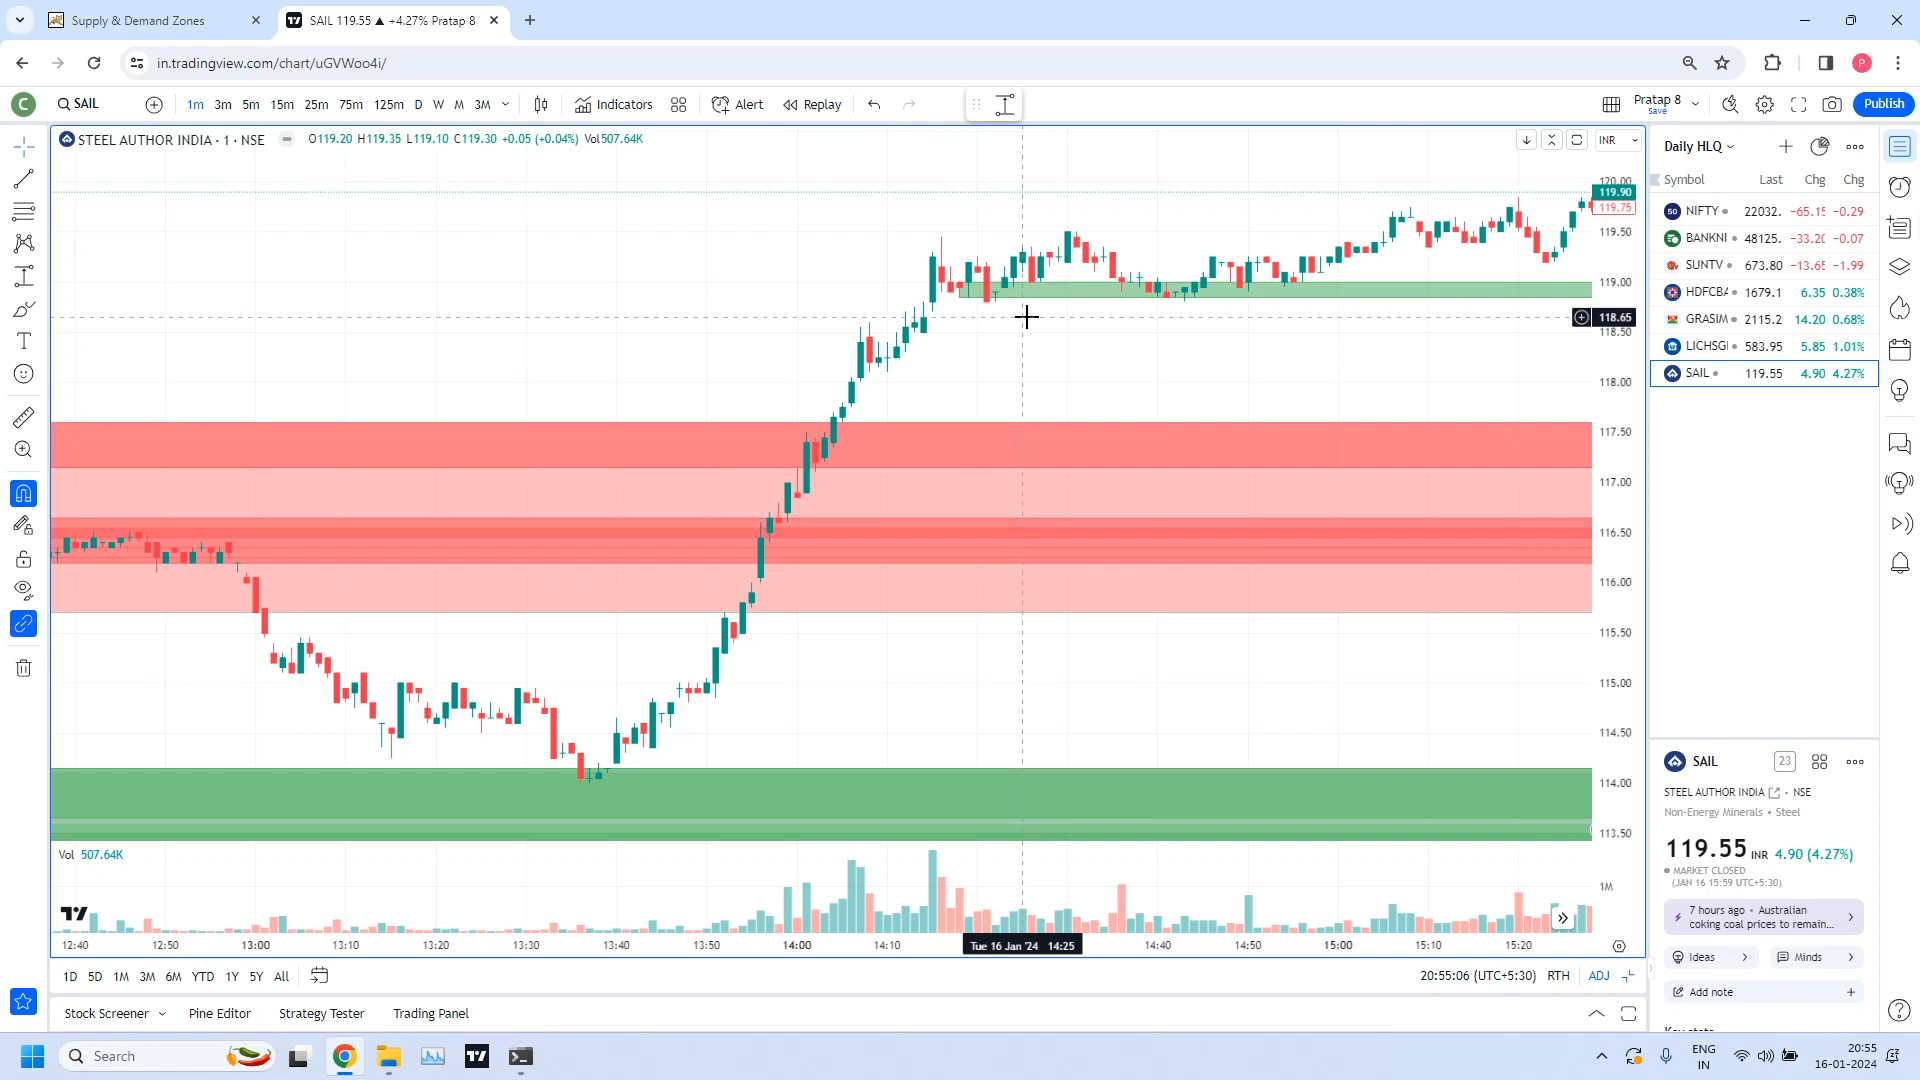 Supply & Demand Zones
SAIL 119.55 ▲ +4.27% Pratap 8
in.tradingview.com/chart/uGVWoo4i/
P
C
SAIL
1m 3m 5m 15m 25m 75m 125m D W M 3M
Indicators
Alert
Replay
Pratap 8
Save
Publish
STEEL AUTHOR INDIA · 1 · NSE
O119.20 H119.35 L119.10 C119.30 +0.05 (+0.04%) Vol507.64K
INR
120.00
119.90
119.75
119.50
119.00
118.65
118.50
118.00
117.50
117.00
116.50
116.00
115.50
115.00
114.50
114.00
113.50
Vol 507.64K
1M
12:40 12:50 13:00 13:10 13:20 13:30 13:40 13:50 14:00 14:10 Tue 16 Jan '24 14:25 14:40 14:50 15:00 15:10 15:20
1D 5D 1M 3M 6M YTD 1Y 5Y All
20:55:06 (UTC+5:30) RTH ADJ
Stock Screener Pine Editor Strategy Tester Trading Panel
Daily HLQ
Symbol Last Chg Chg
50 NIFTY 22032. −65.15 −0.29
BANKNI 48125. −33.20 −0.07
SUNTV 673.80 −13.65 −1.99
HDFCBA 1679.1 6.35 0.38%
GRASIM 2115.2 14.20 0.68%
LICHSGI 583.95 5.85 1.01%
SAIL 119.55 4.90 4.27%
SAIL
23
STEEL AUTHOR INDIA - NSE
Non-Energy Minerals • Steel
119.55 INR 4.90 (4.27%)
MARKET CLOSED
(JAN 16 15:59 UTC+5:30)
7 hours ago • Australian
coking coal prices to remain...
Ideas
Minds
Add note
Search
ENG
IN
20:55
16-01-2024